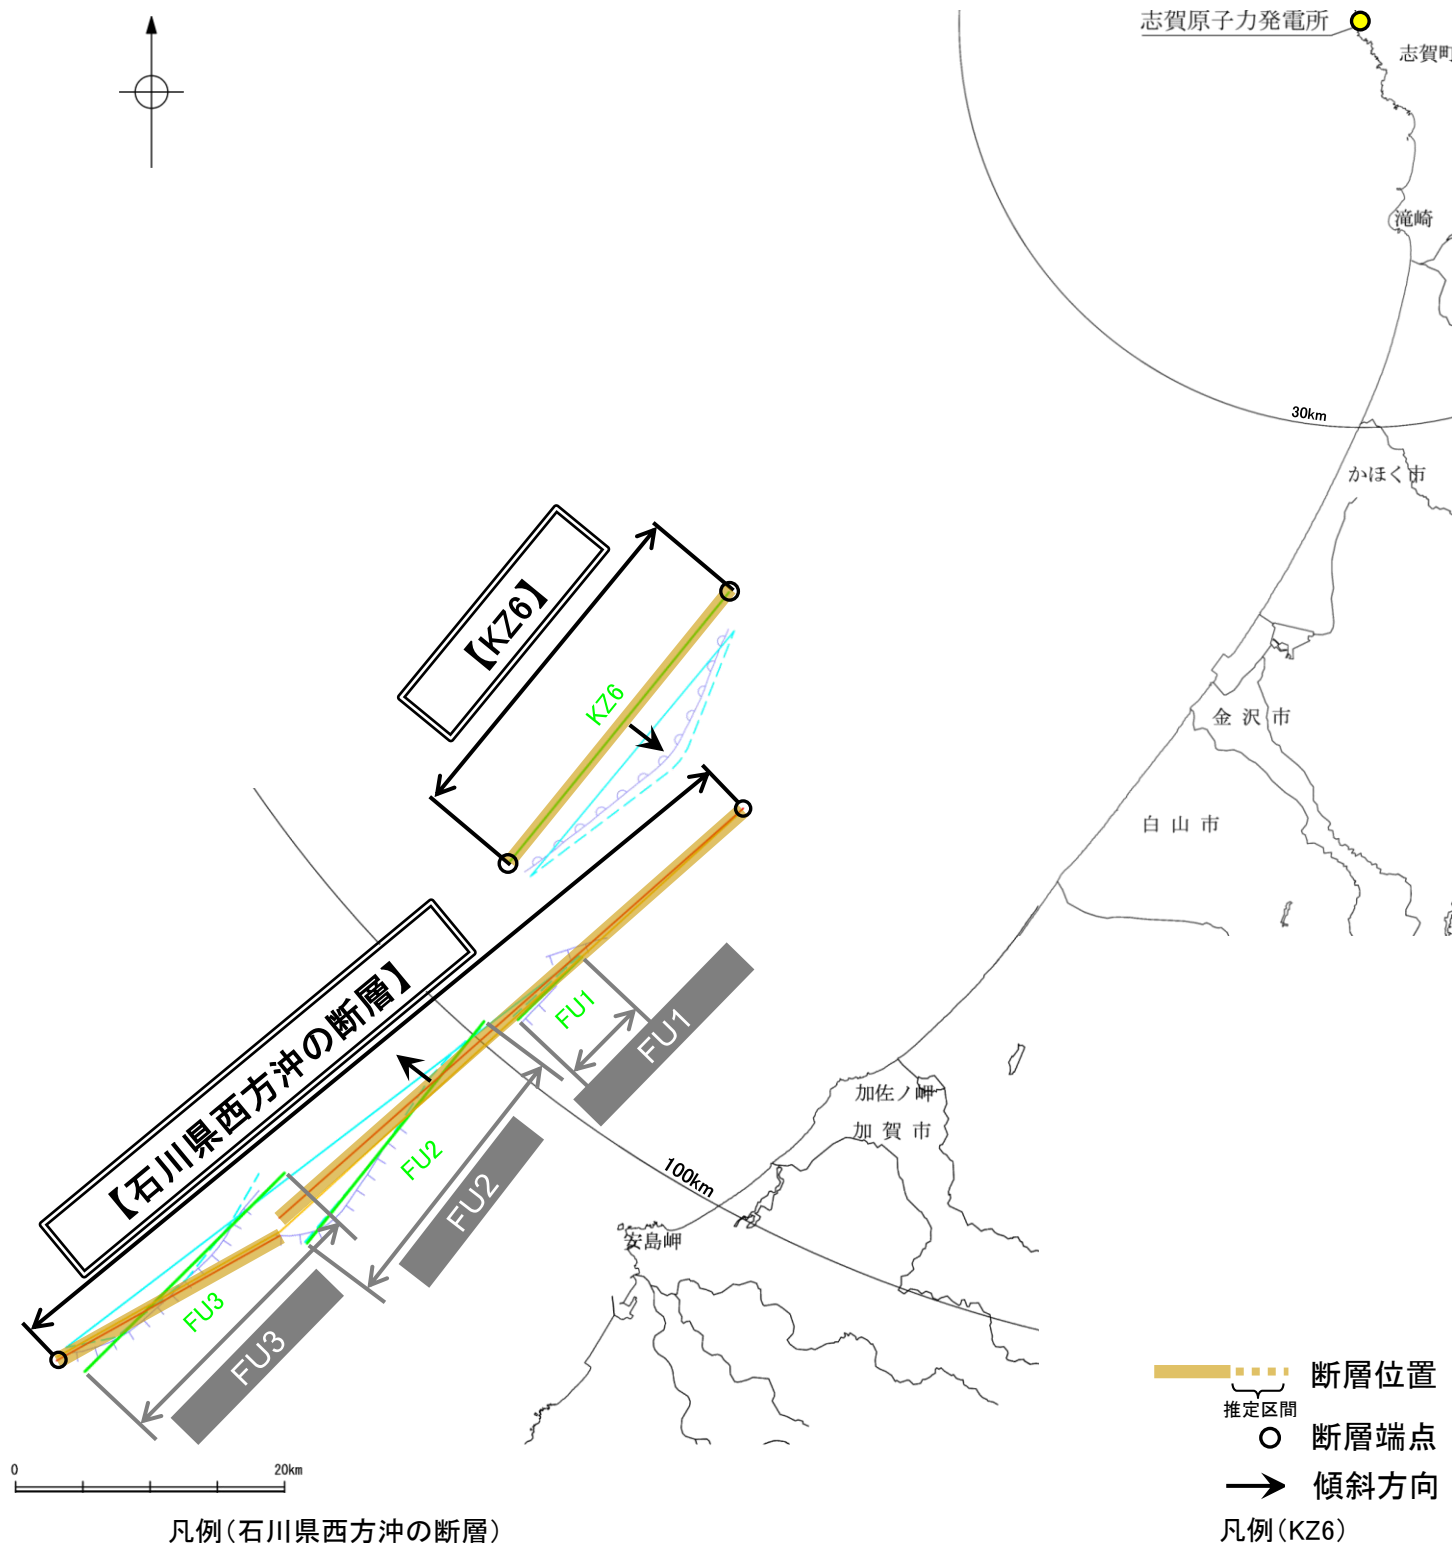 志賀原子力発電所
志賀町
滝崎
30km
かほく市
【KZ6】
KZ6
金沢市
白山市
【石川県西方沖の断層】
FU1
FU1
加佐ノ岬
加賀市
FU2
FU2
100km
安島岬
FU3
FU3
断層位置
推定区間
断層端点
傾斜方向
0 20km
凡例(石川県西方沖の断層)
凡例(KZ6)